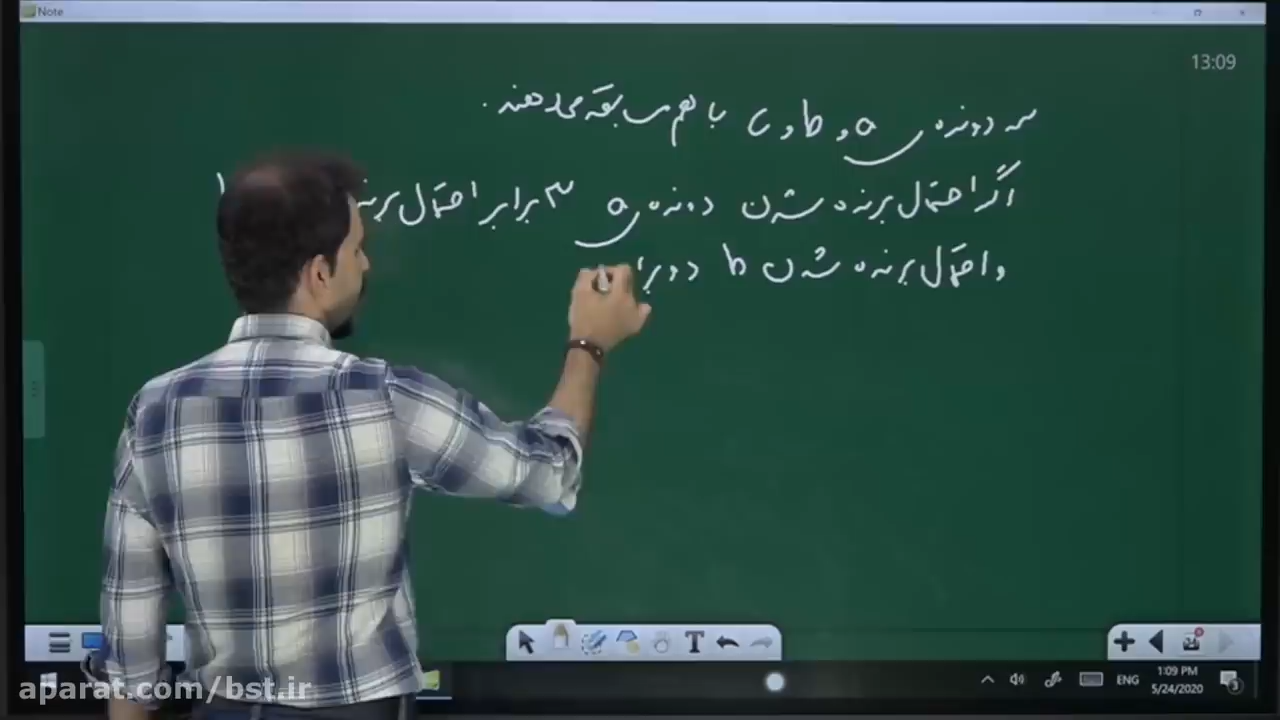 Note
13:09
سه دونده‌ی a و b و c با هم مسابقه می‌دهند.
اگر احتمال برنده شدن دونده‌ی a ۳ برابر احتمال
و احتمال برنده شدن b دو برا
ENG
1:09 PM
5/24/2020
aparat.com/bst.ir